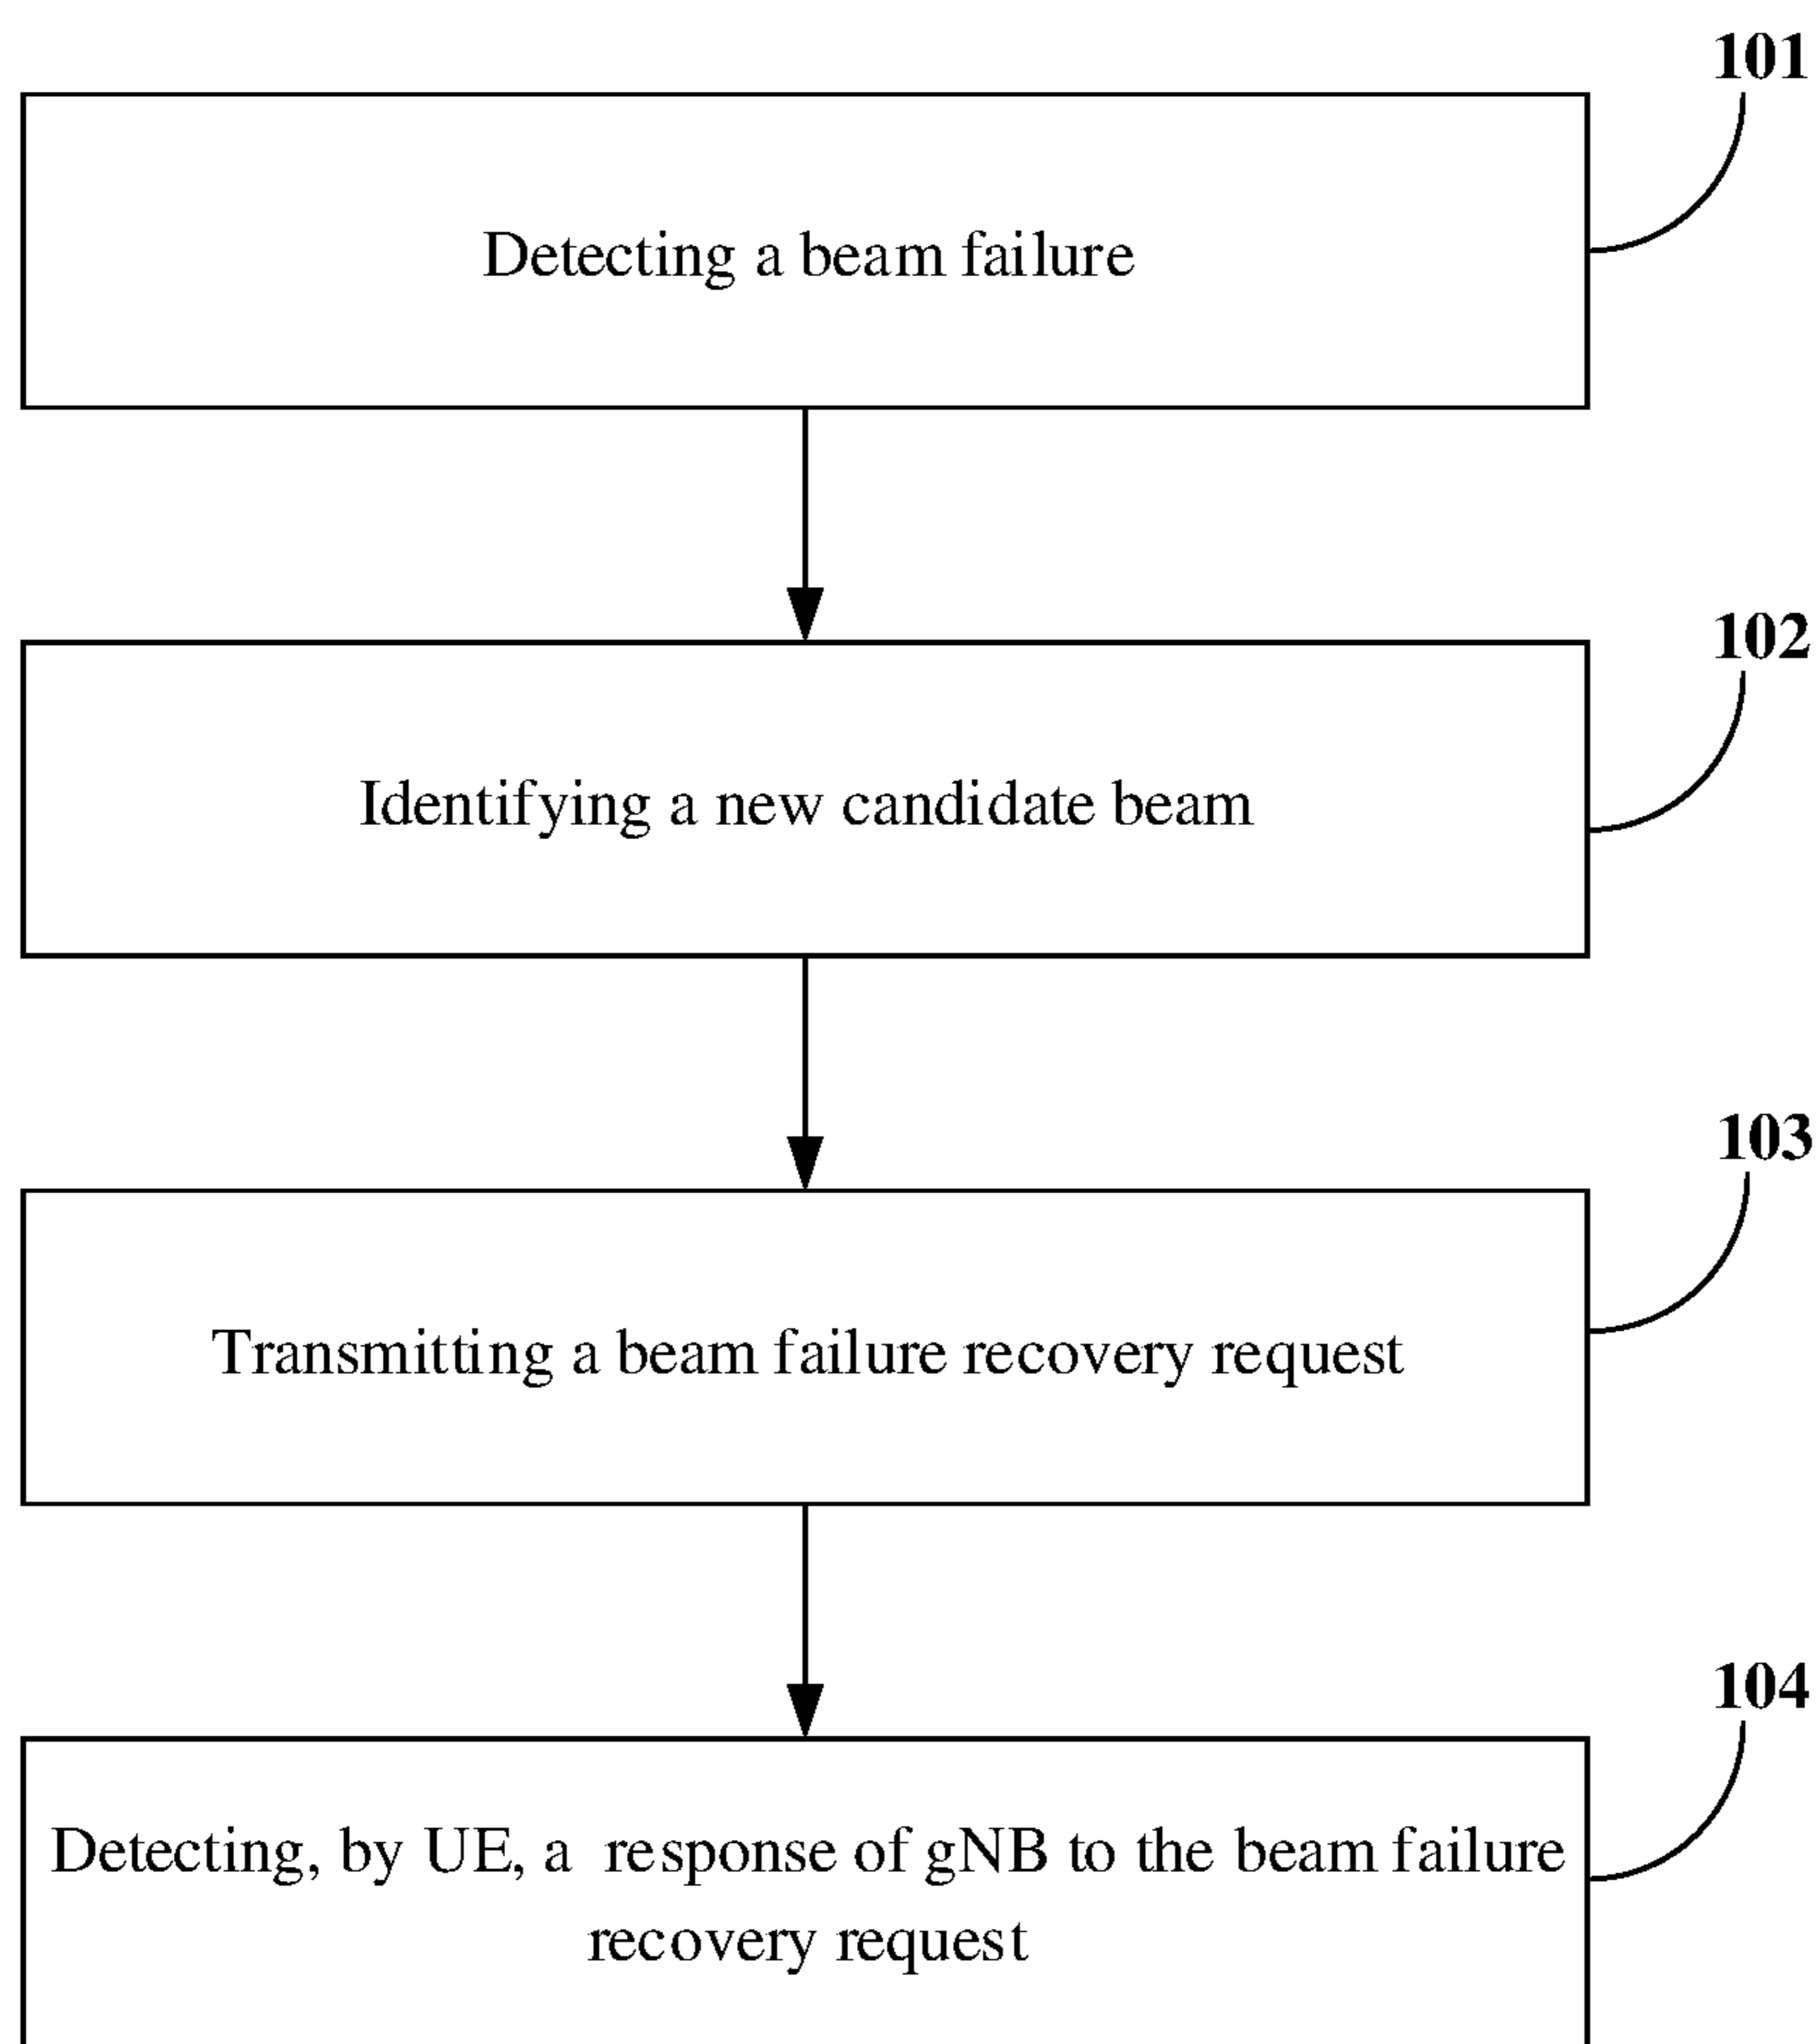 101
Detecting a beam failure
102
Identifying a new candidate beam
103
Transmitting a beam failure recovery request
104
Detecting, by UE, a response of gNB to the beam failure
recovery request